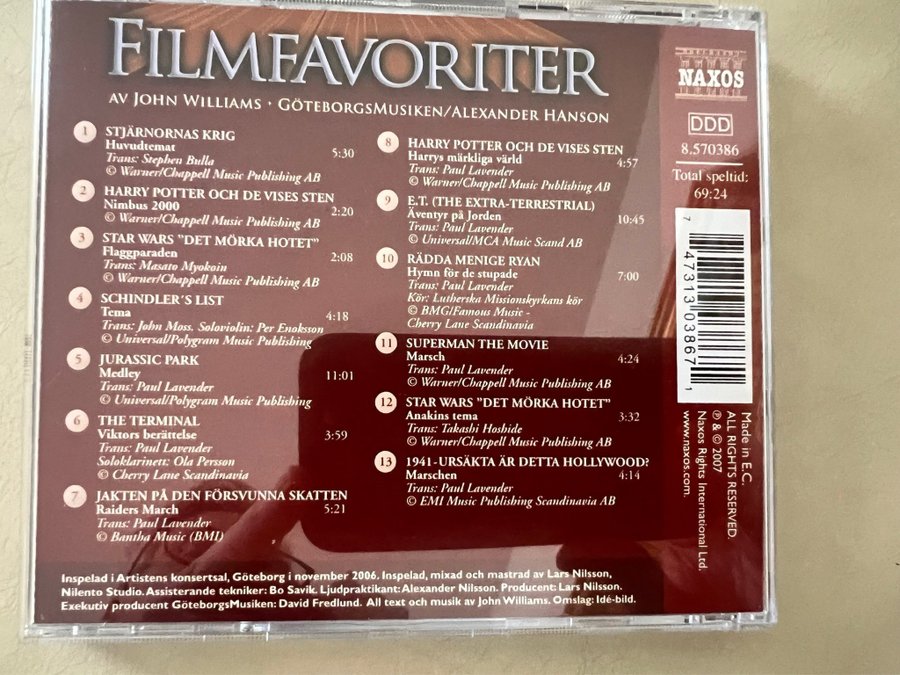 FILMFAVORITER
AV JOHN WILLIAMS · GÖTEBORGSMUSIKEN/ALEXANDER HANSON
1 STJÄRNORNAS KRIG
Huvudtemat
Trans: Stephen Bulla 5:30
© Warner/Chappell Music Publishing AB
2 HARRY POTTER OCH DE VISES STEN
Nimbus 2000
© Warner/Chappell Music Publishing AB 2:20
3 STAR WARS ”DET MÖRKA HOTET”
Flaggparaden 2:08
Trans: Masato Myokoin
© Warner/Chappell Music Publishing AB
4 SCHINDLER´S LIST
Tema 4:18
Trans: John Moss. Soloviolin: Per Enoksson
© Universal/Polygram Music Publishing
5 JURASSIC PARK
Medley 11:01
Trans: Paul Lavender
© Universal/Polygram Music Publishing
6 THE TERMINAL
Viktors berättelse 3:59
Trans: Paul Lavender
Soloklarinett: Ola Persson
© Cherry Lane Scandinavia
7 JAKTEN PÅ DEN FÖRSVUNNA SKATTEN
Raiders March 5:21
Trans: Paul Lavender
© Bantha Music (BMI)
8 HARRY POTTER OCH DE VISES STEN
Harrys märkliga värld 4:57
Trans: Paul Lavender
© Warner/Chappell Music Publishing AB
9 E.T. (THE EXTRA-TERRESTRIAL)
Äventyr på Jorden 10:45
Trans: Paul Lavender
© Universal/MCA Music Scand AB
10 RÄDDA MENIGE RYAN
Hymn för de stupade 7:00
Trans: Paul Lavender
Kör: Lutherska Missionskyrkans kör
© BMG/Famous Music -
Cherry Lane Scandinavia
11 SUPERMAN THE MOVIE
Marsch 4:24
Trans: Paul Lavender
© Warner/Chappell Music Publishing AB
12 STAR WARS ”DET MÖRKA HOTET”
Anakins tema 3:32
Trans: Takashi Hoshide
© Warner/Chappell Music Publishing AB
13 1941-URSÄKTA ÄR DETTA HOLLYWOOD?
Marschen 4:14
Trans: Paul Lavender
© EMI Music Publishing Scandinavia AB
NAXOS
DDD
8.570386
Total speltid:
69:24
7 47313 03867 1
Made in E.C.
ALL RIGHTS RESERVED.
℗ & © 2007
Naxos Rights International Ltd.
www.naxos.com.
Inspelad i Artistens konsertsal, Göteborg i november 2006. Inspelad, mixad och mastrad av Lars Nilsson,
Nilento Studio. Assisterande tekniker: Bo Savik. Ljudpraktikant: Alexander Nilsson. Producent: Lars Nilsson.
Exekutiv producent GöteborgsMusiken: David Fredlund. All text och musik av John Williams. Omslag: Idé-bild.